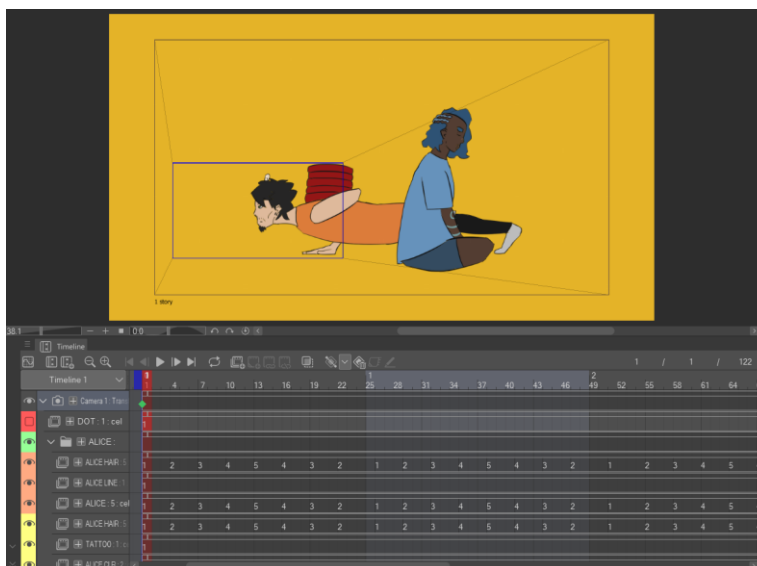 1 story
38.1 0.0
Timeline
1 / 1 / 122
Timeline 1
1 1 2
1 4 7 10 13 16 19 22 25 28 31 34 37 40 43 46 49 52 55 58 61 64
Camera 1 : Tram
DOT : 1 : cel 1
ALICE :
ALICE HAIR : 5 1 2 3 4 5 4 3 2 1 2 3 4 5 4 3 2 1 2 3 4 5
ALICE LINE : 1 1
ALICE : 5 : cel 1 2 3 4 5 4 3 2 1 2 3 4 5 4 3 2 1 2 3 4 5
ALICE HAIR : 5 1 2 3 4 5 4 3 2 1 2 3 4 5 4 3 2 1 2 3 4 5
TATTOO : 1 : c 1